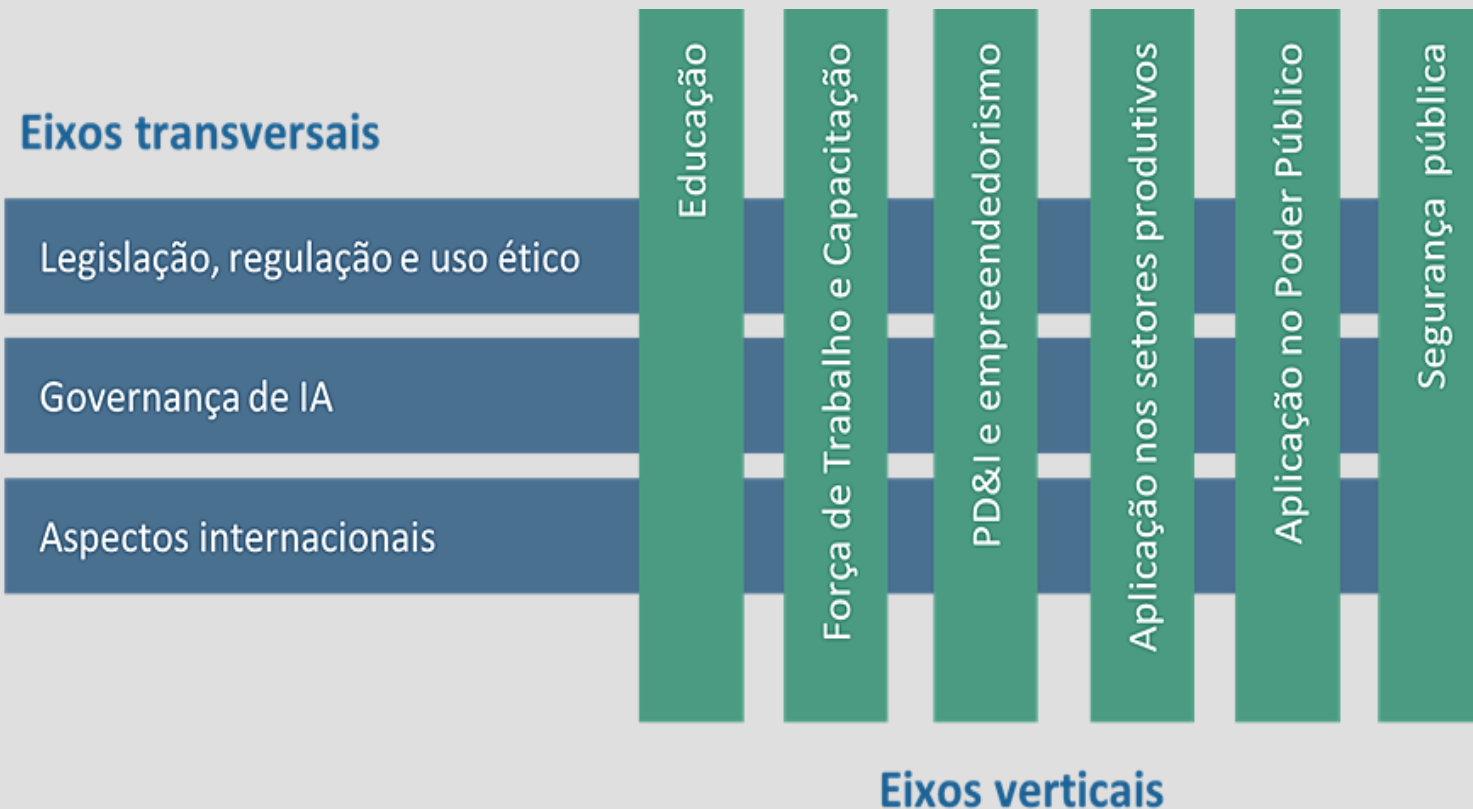 Eixos transversais
Legislação, regulação e uso ético
Governança de IA
Aspectos internacionais
Educação
Força de Trabalho e Capacitação
PD&I e empreendedorismo
Aplicação nos setores produtivos
Aplicação no Poder Público
Segurança pública
Eixos verticais